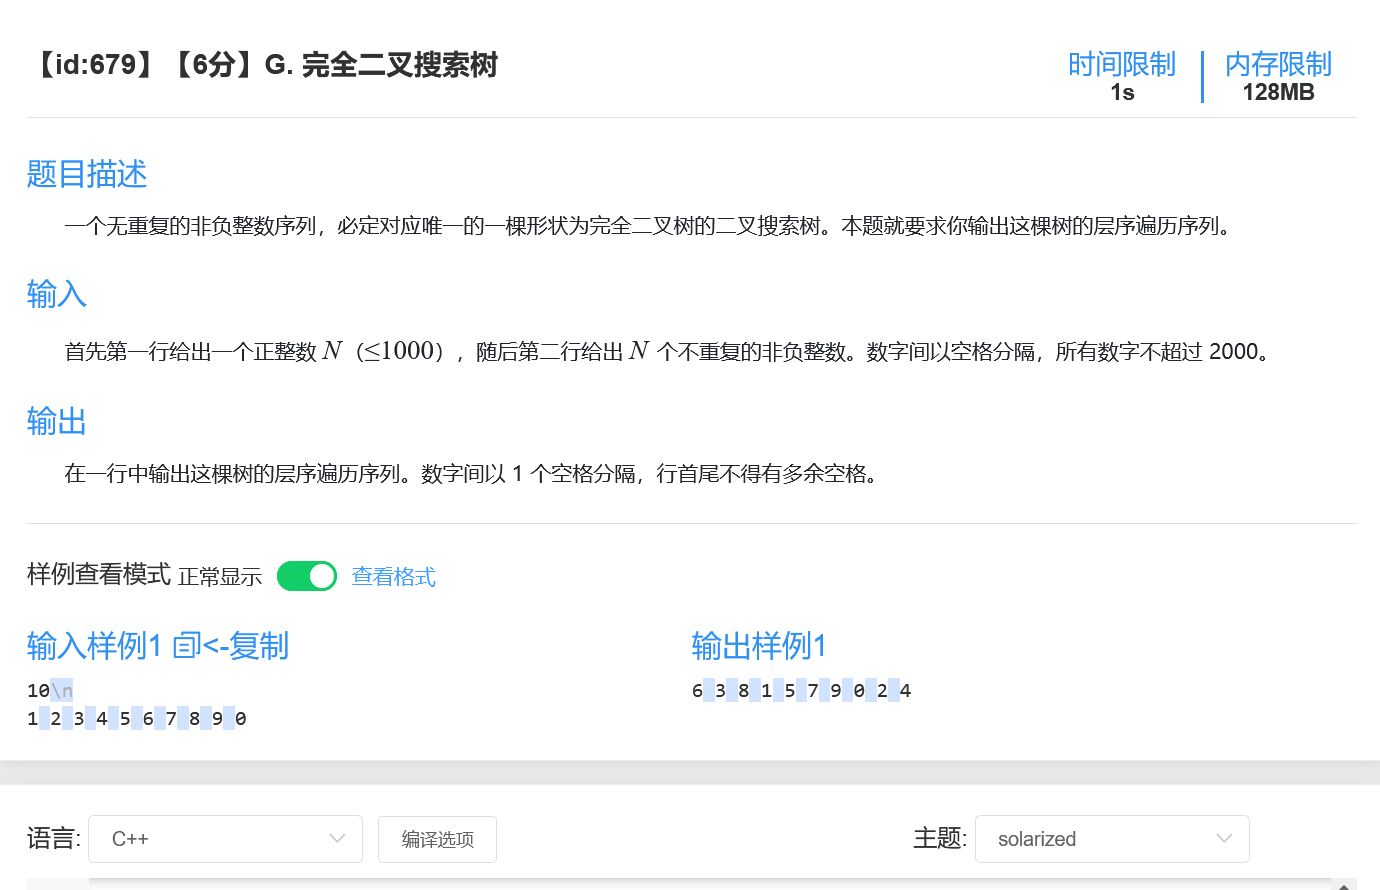 【id:679】【6分】G. 完全二叉搜索树
时间限制
1s
内存限制
128MB
题目描述
一个无重复的非负整数序列，必定对应唯一的一棵形状为完全二叉树的二叉搜索树。本题就要求你输出这棵树的层序遍历序列。
输入
首先第一行给出一个正整数 N（≤1000），随后第二行给出 N 个不重复的非负整数。数字间以空格分隔，所有数字不超过 2000。
输出
在一行中输出这棵树的层序遍历序列。数字间以 1 个空格分隔，行首尾不得有多余空格。
样例查看模式 正常显示 查看格式
输入样例1 <-复制
10\n
1 2 3 4 5 6 7 8 9 0
输出样例1
6 3 8 1 5 7 9 0 2 4
语言: C++ 编译选项 主题: solarized